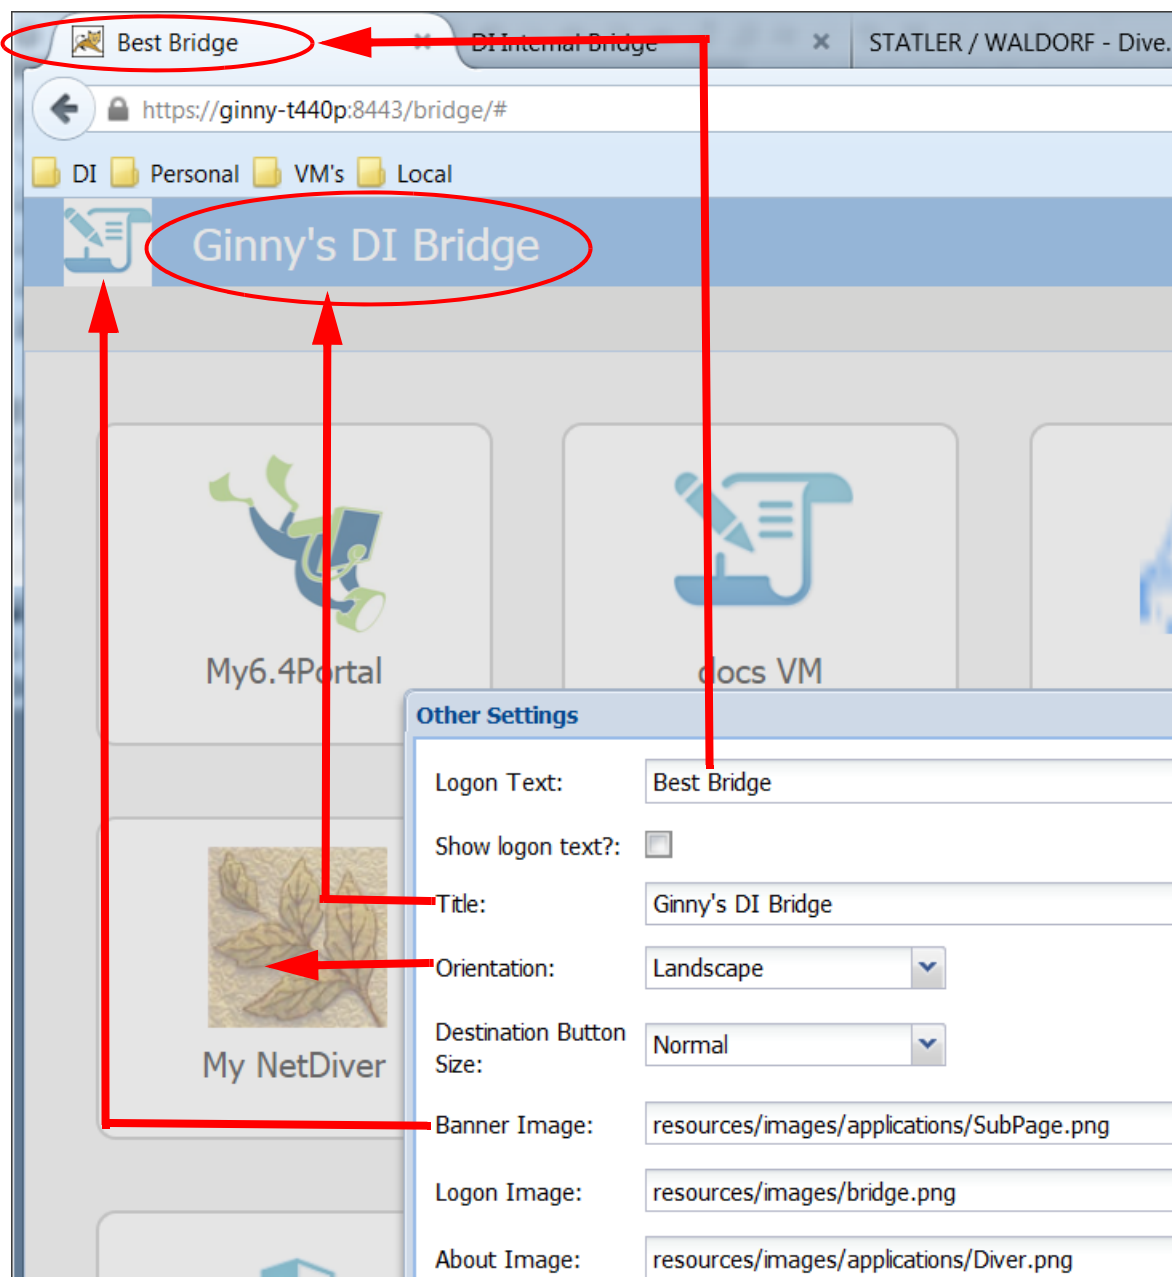 Best Bridge
DI Internal Bridge
STATLER / WALDORF - Dive.
https://ginny-t440p:8443/bridge/#
DI Personal VM's Local
Ginny's DI Bridge
My6.4Portal
docs VM
Other Settings
Logon Text: Best Bridge
Show logon text?:
Title: Ginny's DI Bridge
Orientation: Landscape
Destination Button
Size: Normal
My NetDiver
Banner Image: resources/images/applications/SubPage.png
Logon Image: resources/images/bridge.png
About Image: resources/images/applications/Diver.png